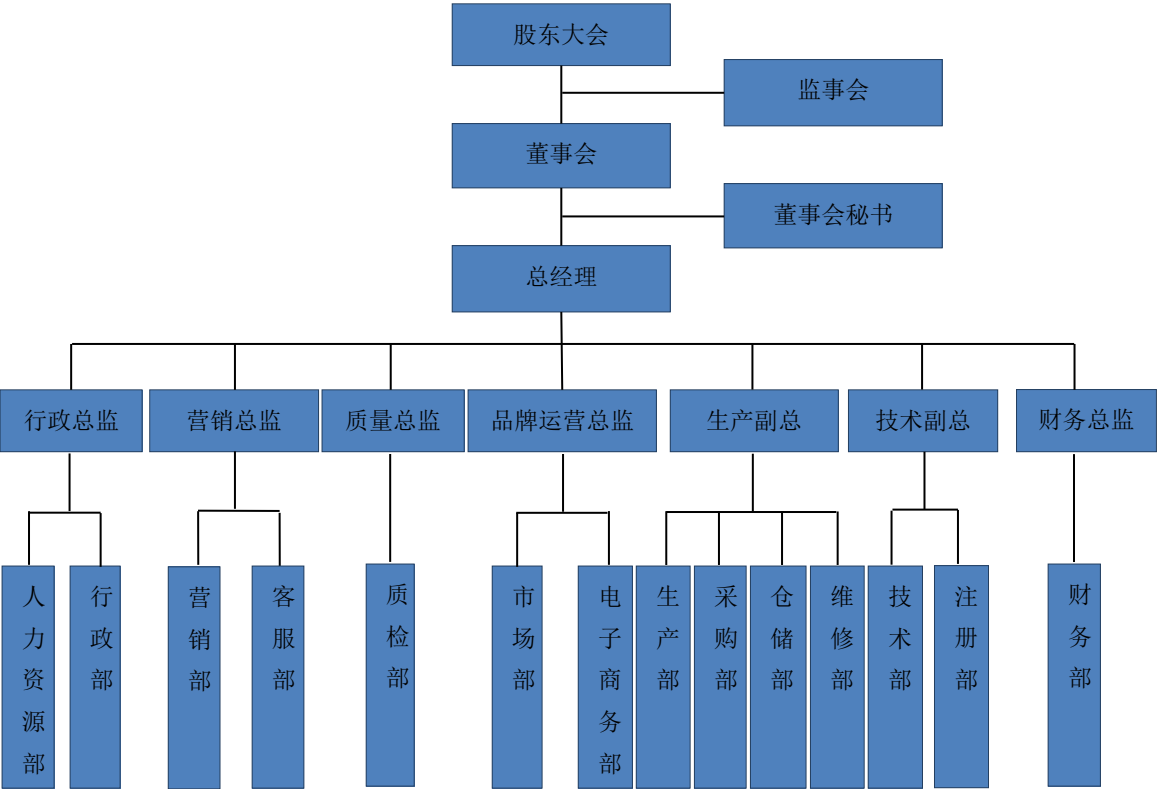 股东大会
监事会
董事会
董事会秘书
总经理
行政总监
营销总监
质量总监
品牌运营总监
生产副总
技术副总
财务总监
人力资源部
行政部
营销部
客服部
质检部
市场部
电子商务部
生产部
采购部
仓储部
维修部
技术部
注册部
财务部